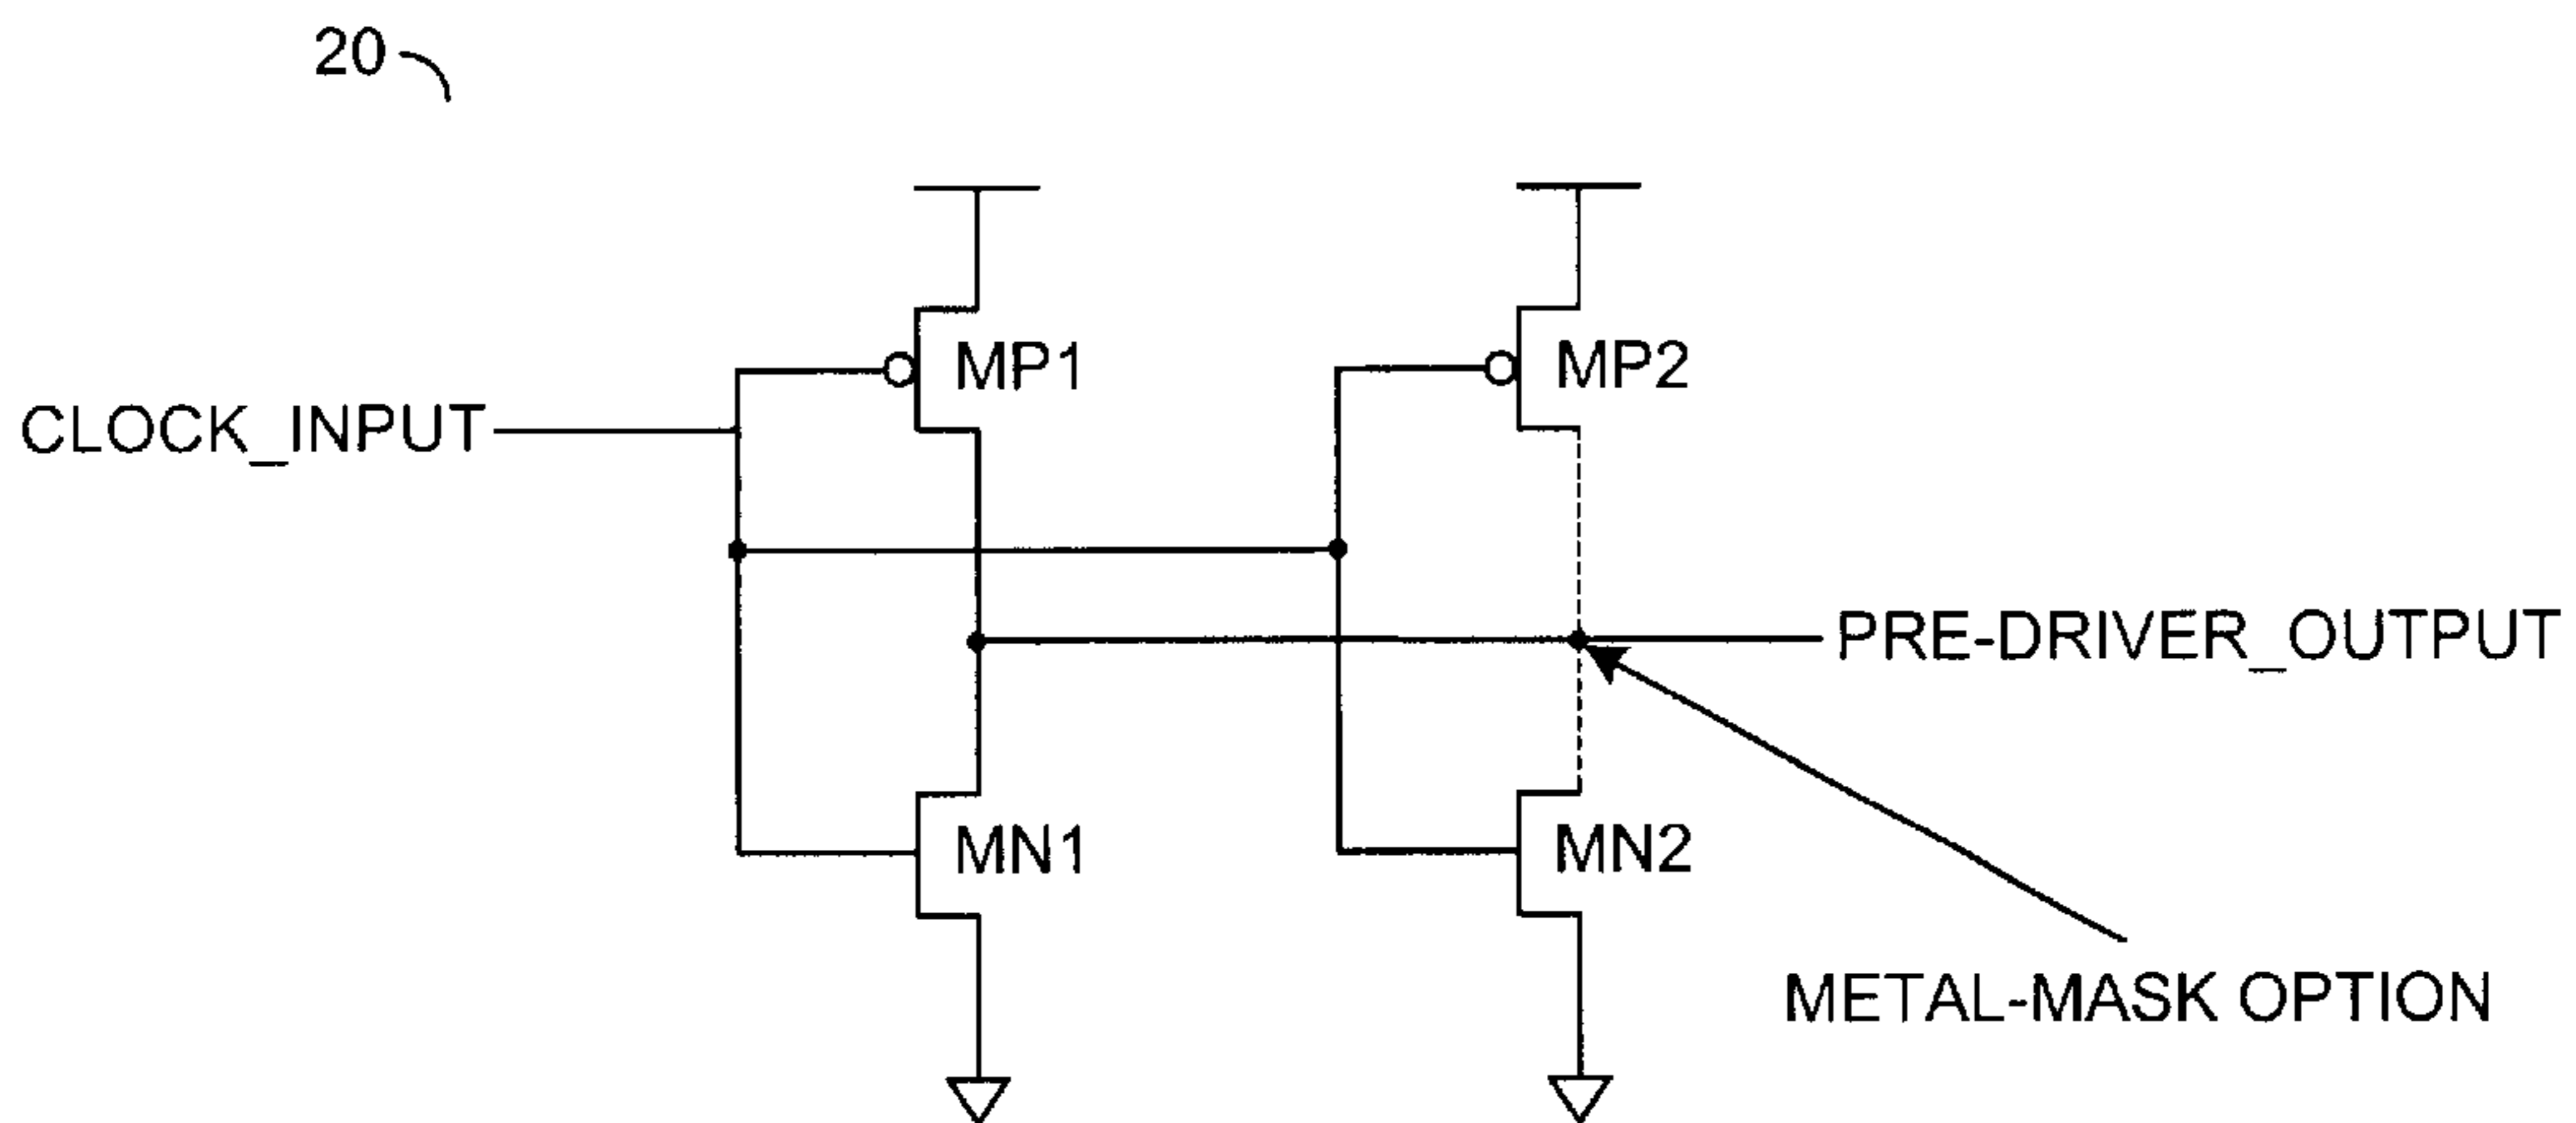 20
MP1
MP2
CLOCK_INPUT
PRE-DRIVER_OUTPUT
MN1
MN2
METAL-MASK OPTION